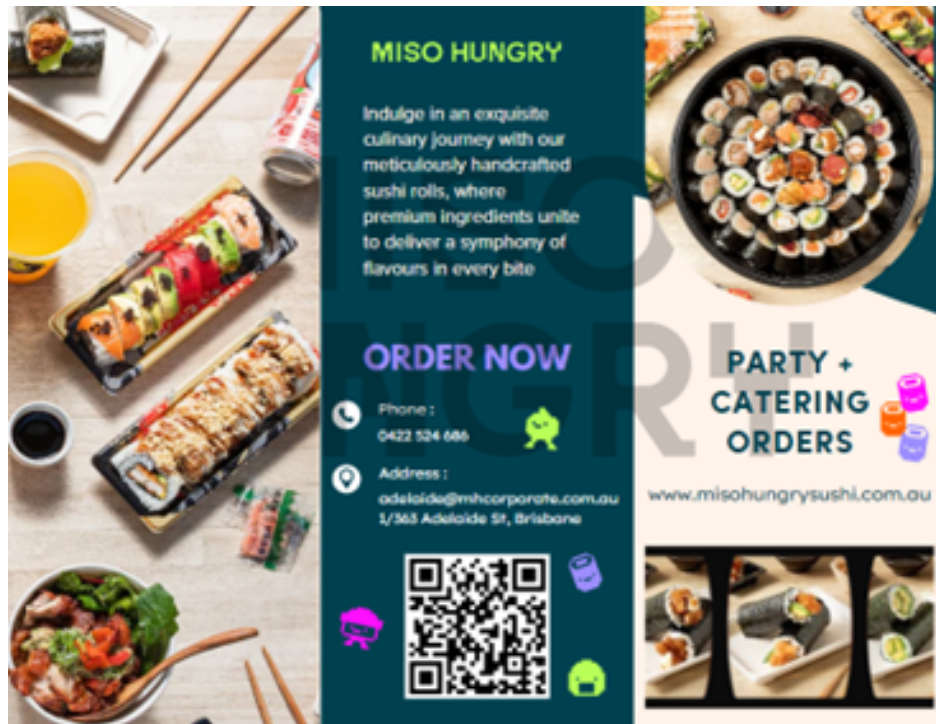 MISO HUNGRY
Indulge in an exquisite
culinary journey with our
meticulously handcrafted
sushi rolls, where
premium ingredients unite
to deliver a symphony of
flavours in every bite
ORDER NOW
Phone :
0422 524 686
Address :
adelaide@mhcorporate.com.au
1/363 Adelaide St, Brisbane
PARTY +
CATERING
ORDERS
www.misohungrysushi.com.au